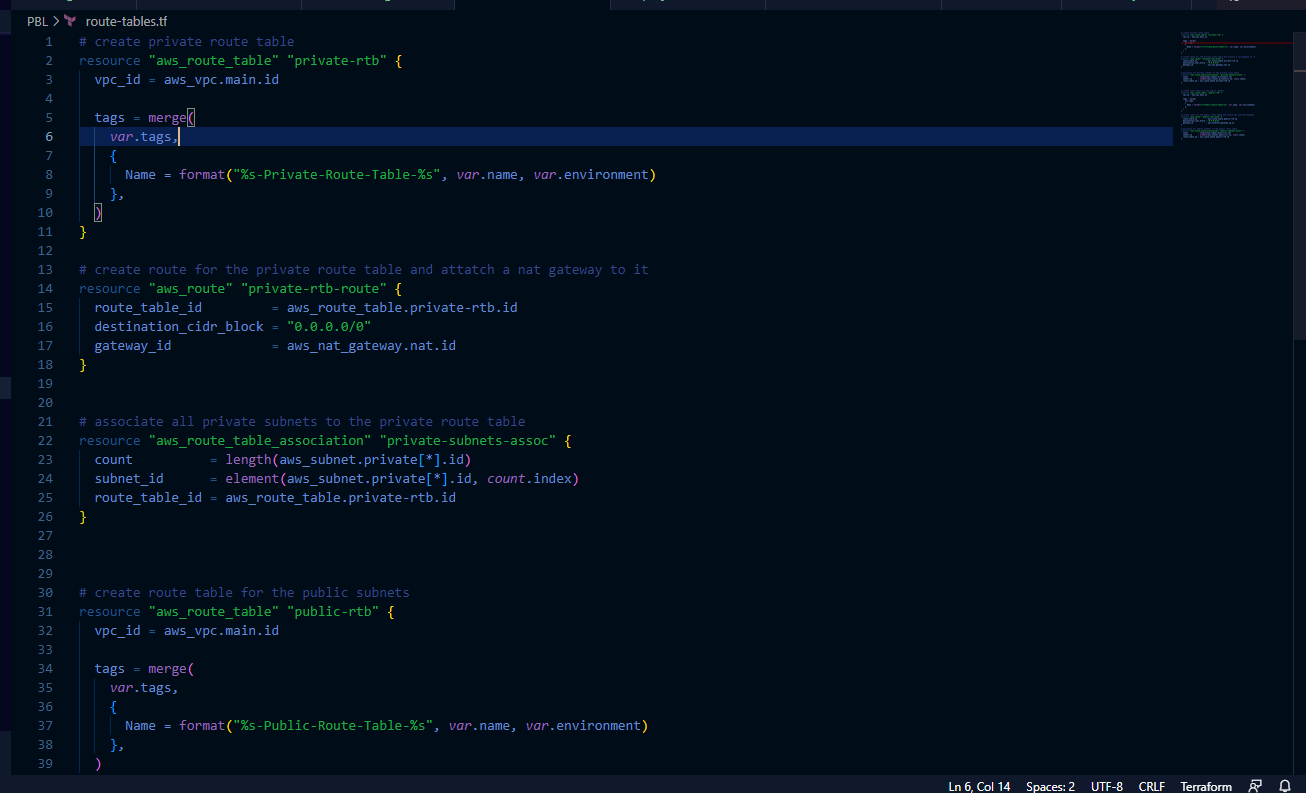 PBL > route-tables.tf
1 # create private route table
2 resource "aws_route_table" "private-rtb" {
3 vpc_id = aws_vpc.main.id
4
5 tags = merge(
6 var.tags,
7 {
8 Name = format("%s-Private-Route-Table-%s", var.name, var.environment)
9 },
10 )
11 }
12
13 # create route for the private route table and attatch a nat gateway to it
14 resource "aws_route" "private-rtb-route" {
15 route_table_id = aws_route_table.private-rtb.id
16 destination_cidr_block = "0.0.0.0/0"
17 gateway_id = aws_nat_gateway.nat.id
18 }
19
20
21 # associate all private subnets to the private route table
22 resource "aws_route_table_association" "private-subnets-assoc" {
23 count = length(aws_subnet.private[*].id)
24 subnet_id = element(aws_subnet.private[*].id, count.index)
25 route_table_id = aws_route_table.private-rtb.id
26 }
27
28
29
30 # create route table for the public subnets
31 resource "aws_route_table" "public-rtb" {
32 vpc_id = aws_vpc.main.id
33
34 tags = merge(
35 var.tags,
36 {
37 Name = format("%s-Public-Route-Table-%s", var.name, var.environment)
38 },
39 )
Ln 6, Col 14 Spaces: 2 UTF-8 CRLF Terraform